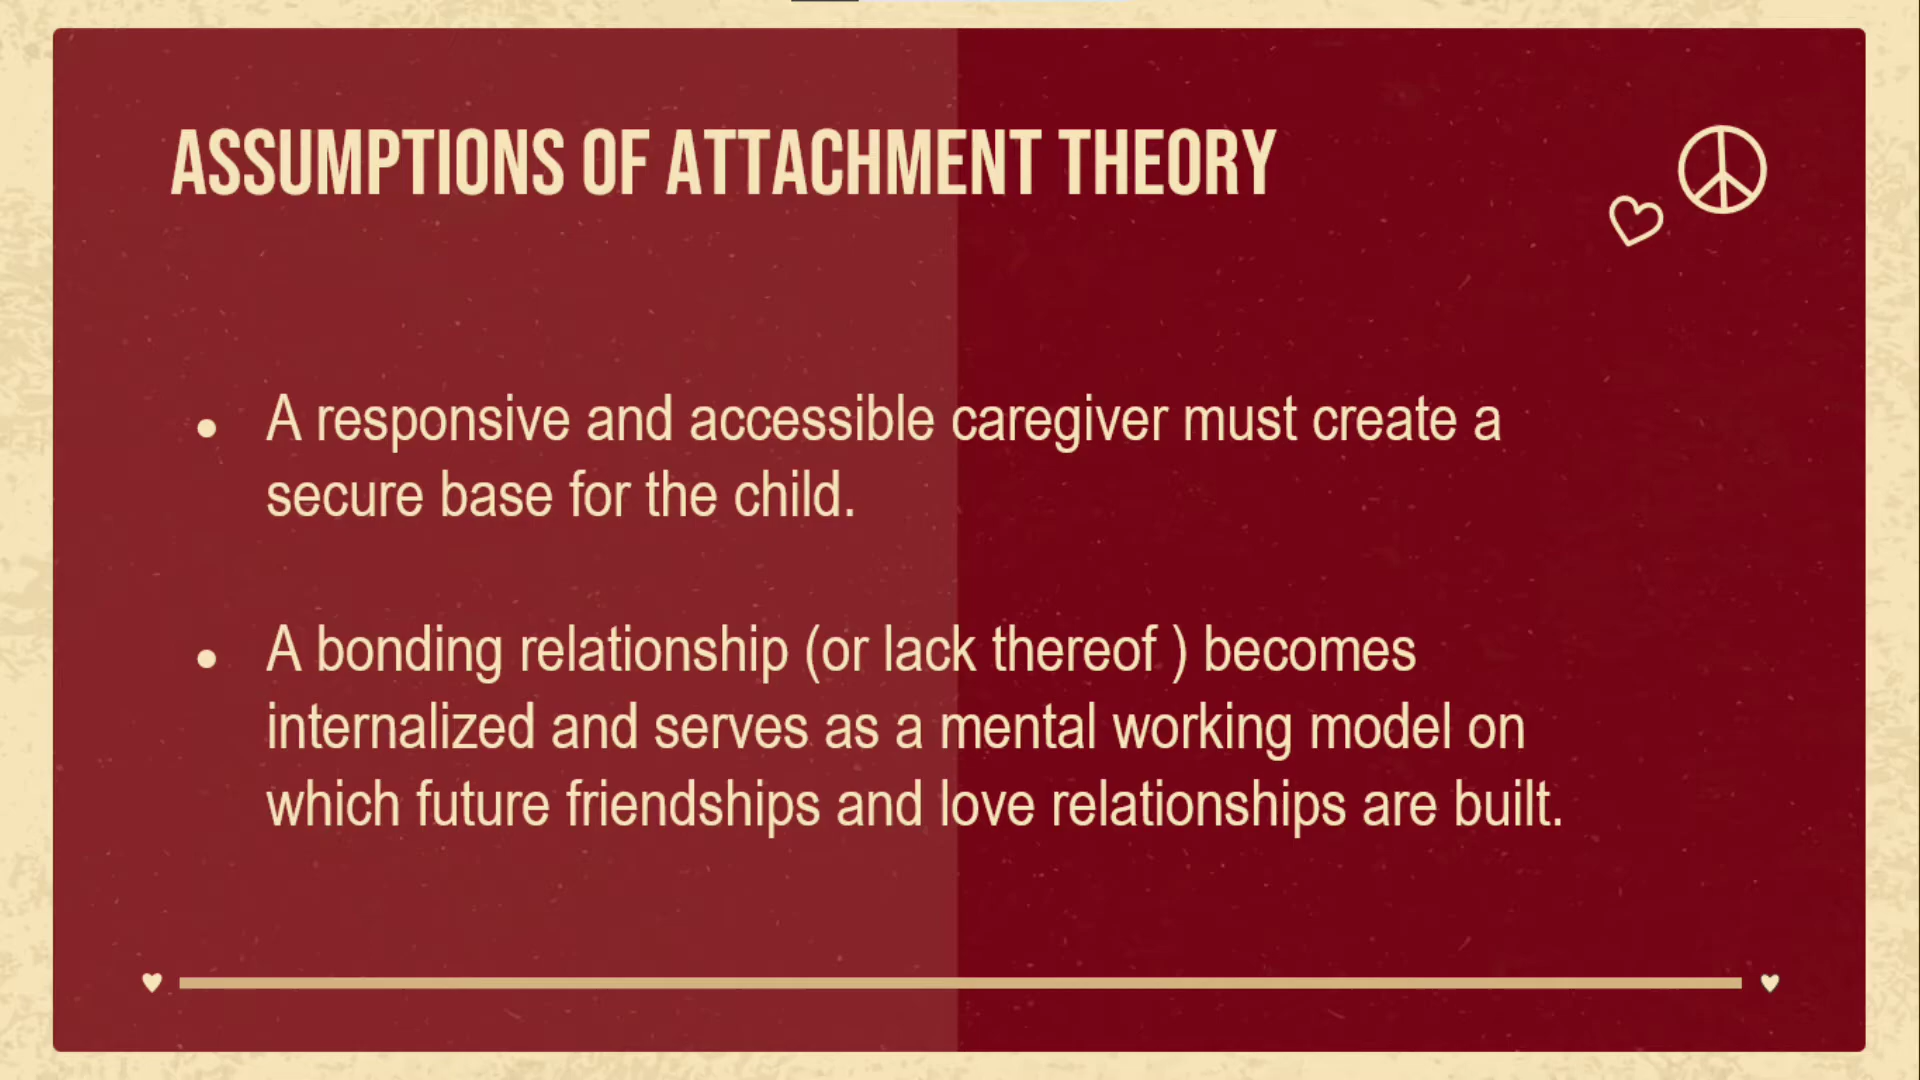 ASSUMPTIONS OF ATTACHMENT THEORY
• A responsive and accessible caregiver must create a
secure base for the child.
• A bonding relationship (or lack thereof ) becomes
internalized and serves as a mental working model on
which future friendships and love relationships are built.